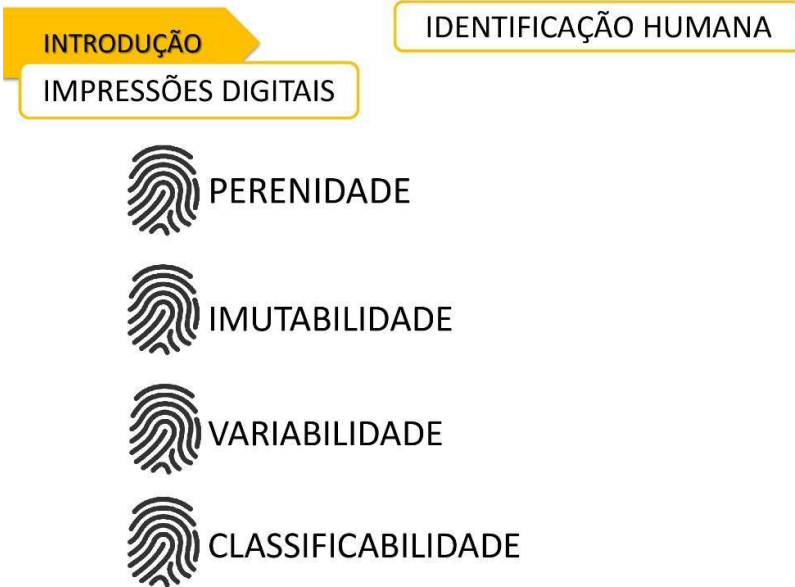 INTRODUÇÃO
IDENTIFICAÇÃO HUMANA
IMPRESSÕES DIGITAIS
PERENIDADE
IMUTABILIDADE
VARIABILIDADE
CLASSIFICABILIDADE